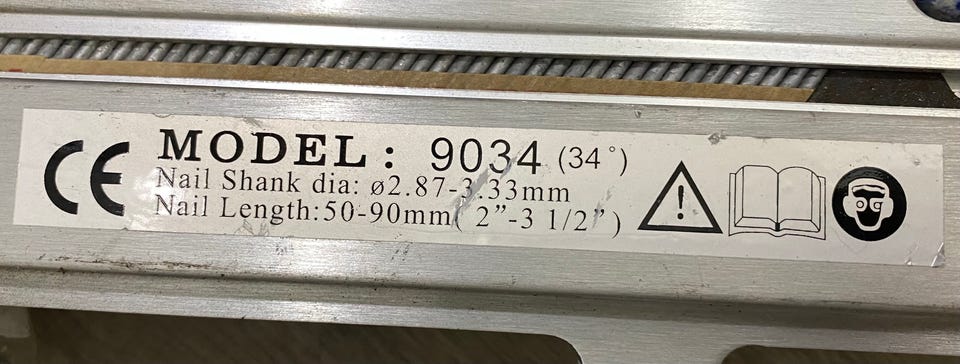 CE MODEL: 9034 (34°)
Nail Shank dia: ø2.87-3.33mm
Nail Length:50-90mm( 2”-3 1/2”)